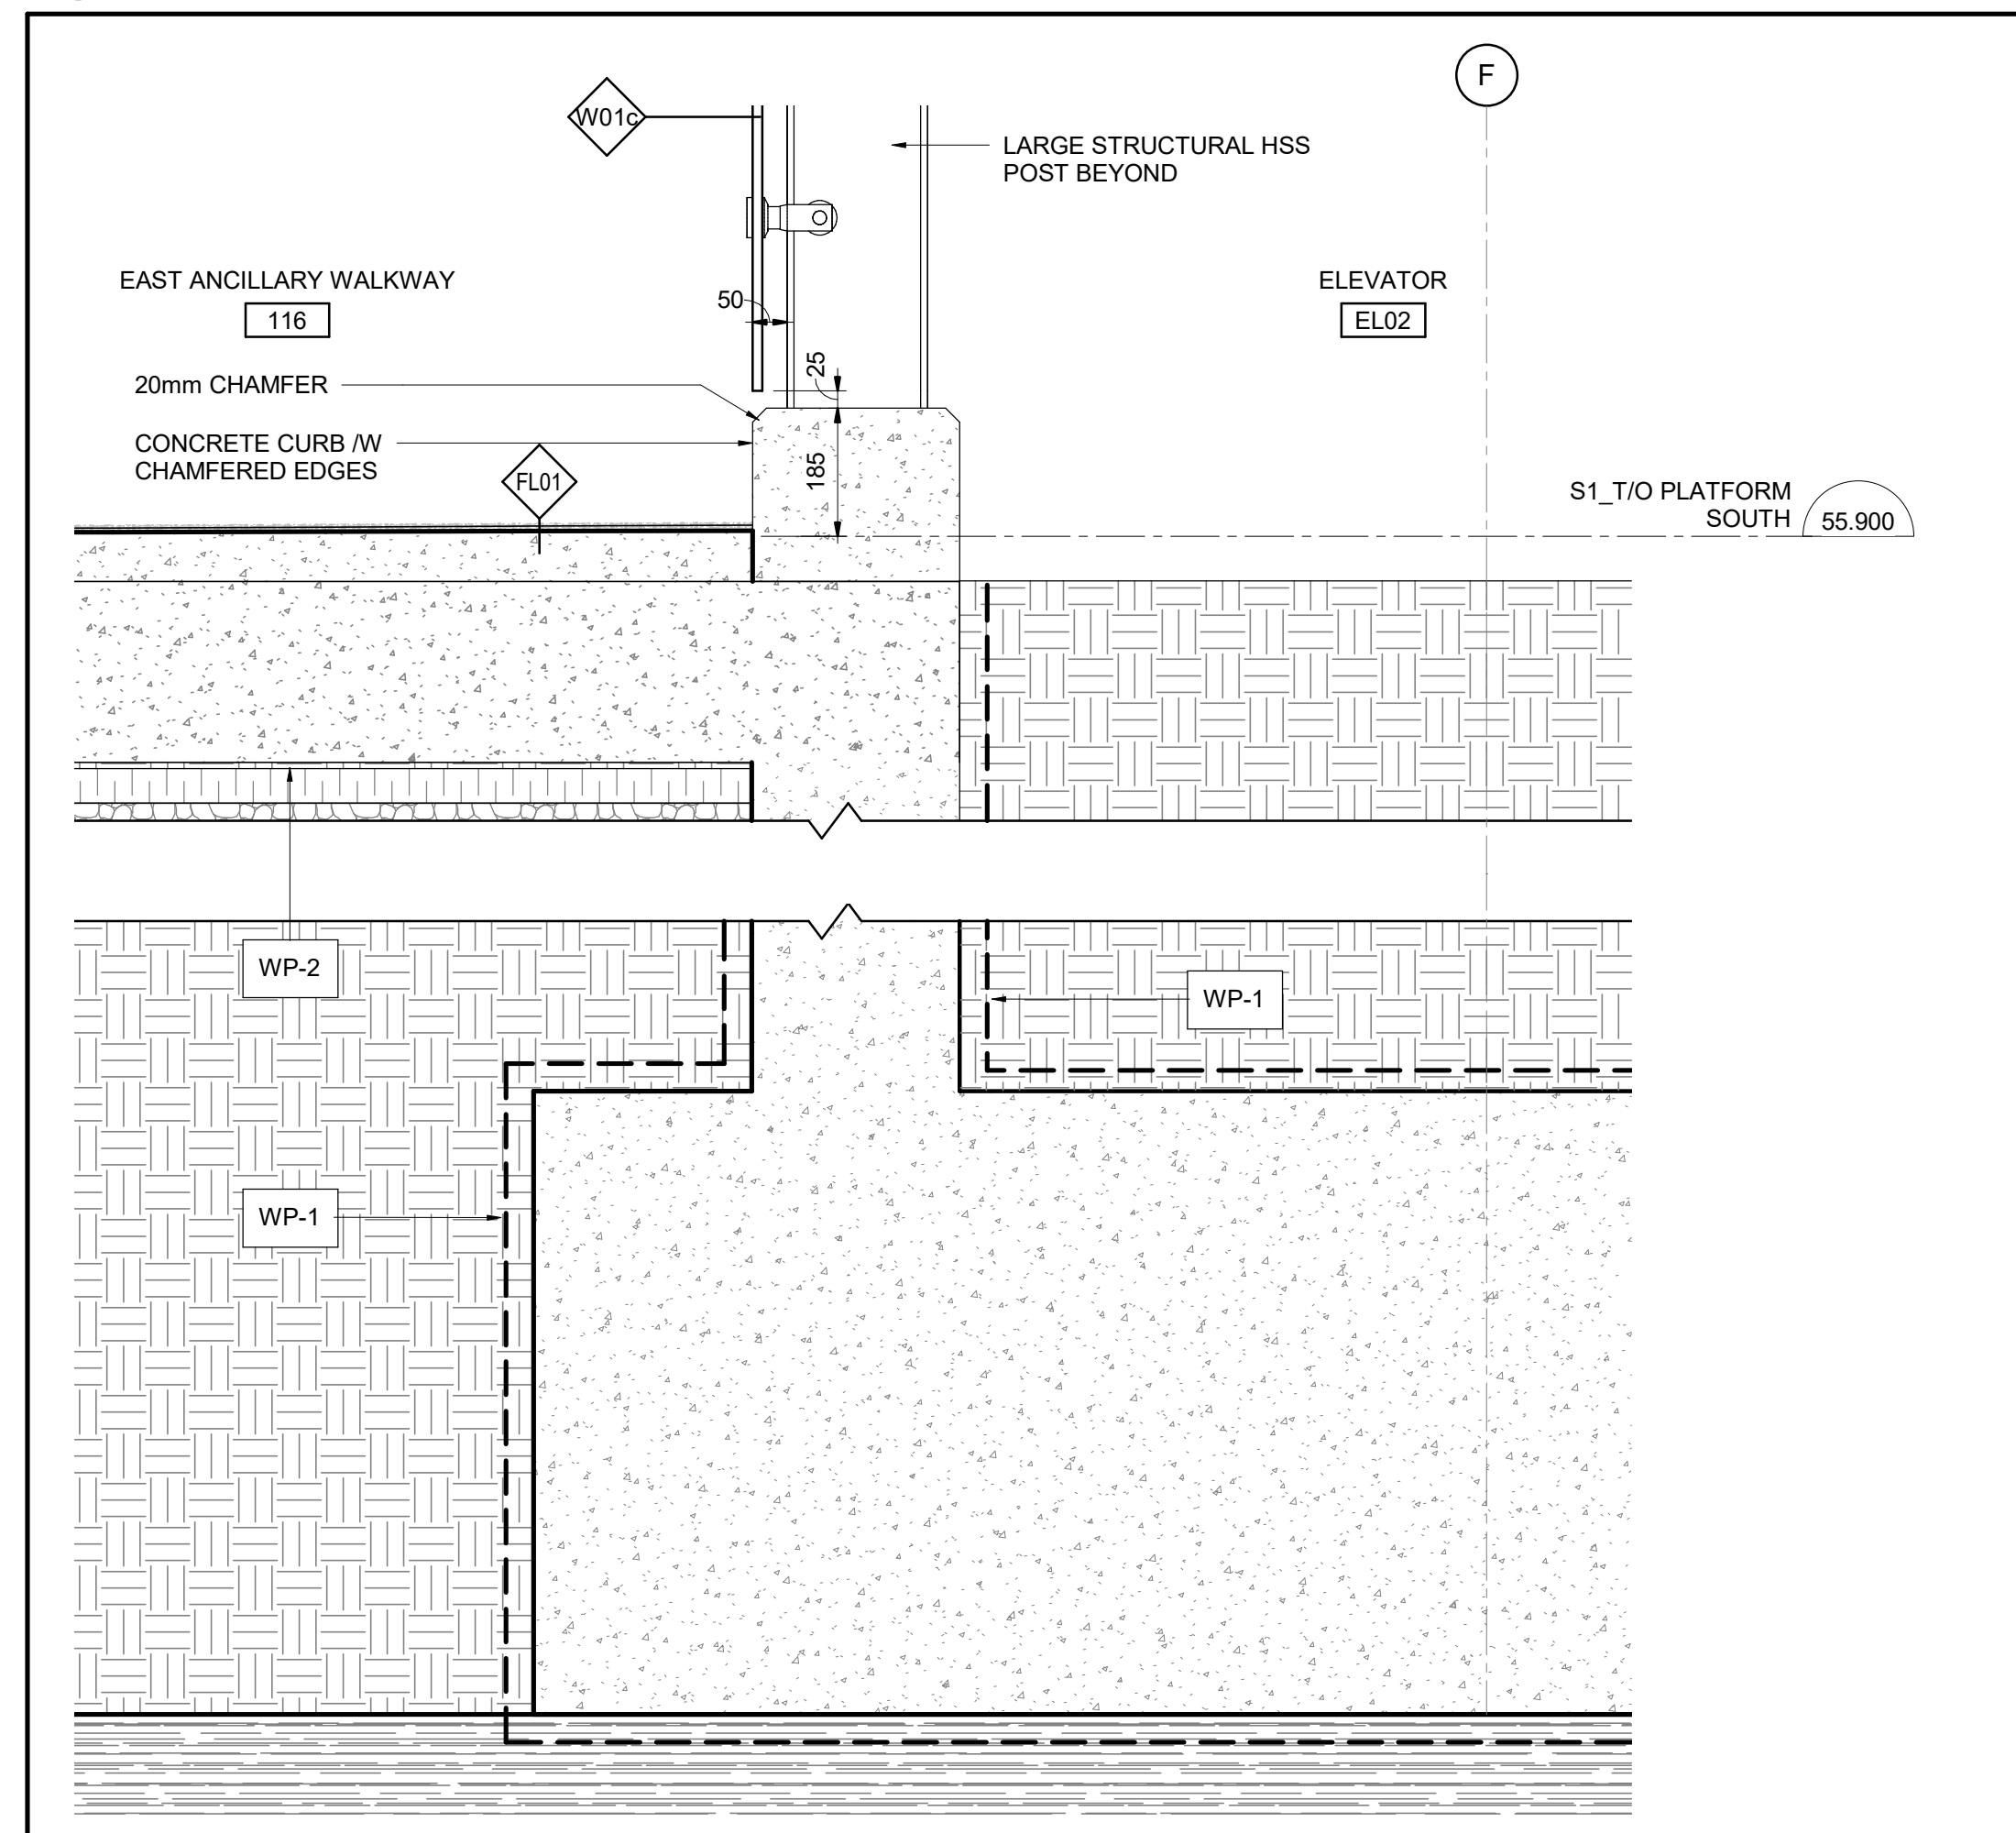 F
W01c
LARGE STRUCTURAL HSS
POST BEYOND
EAST ANCILLARY WALKWAY
116
50
ELEVATOR
EL02
25
20mm CHAMFER
CONCRETE CURB /W
CHAMFERED EDGES
FL01
185
S1_T/O PLATFORM
SOUTH
55.900
WP-2
WP-1
WP-1